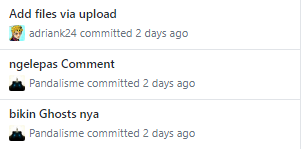 Add files via upload
adriank24 committed 2 days ago
ngelepas Comment
Pandalisme committed 2 days ago
bikin Ghosts nya
Pandalisme committed 2 days ago